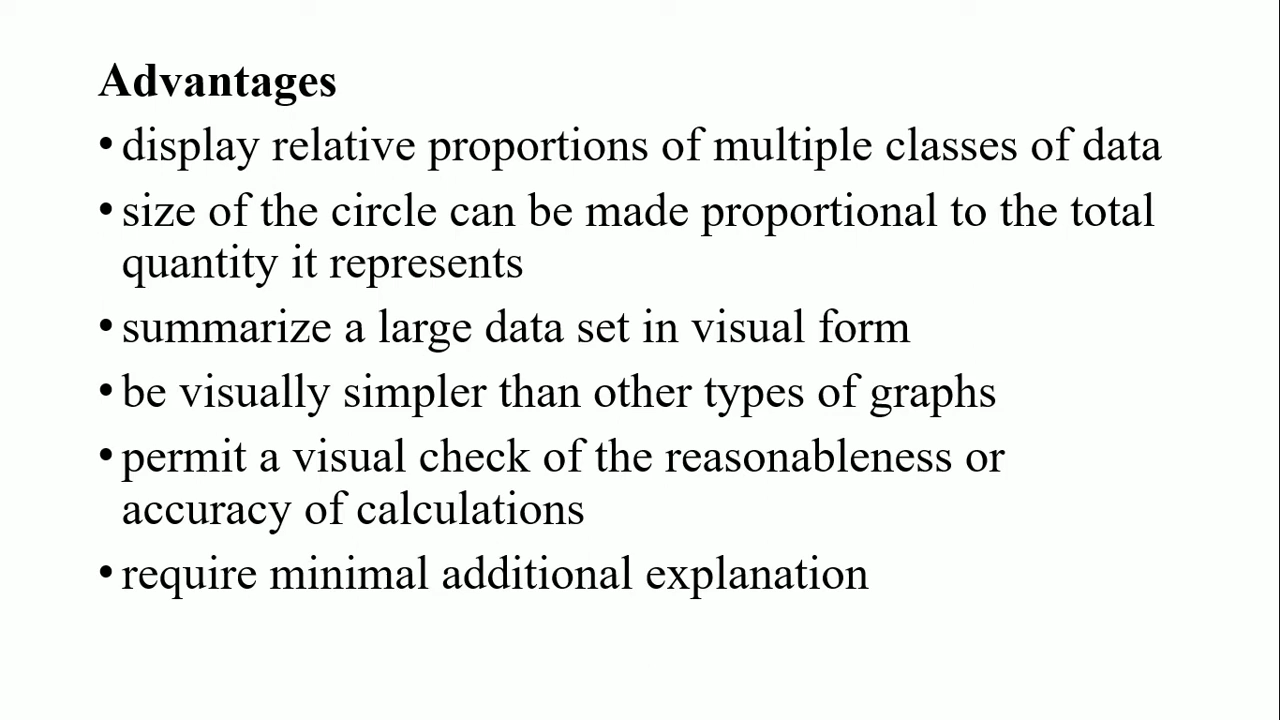 Advantages
• display relative proportions of multiple classes of data
• size of the circle can be made proportional to the total
quantity it represents
• summarize a large data set in visual form
• be visually simpler than other types of graphs
• permit a visual check of the reasonableness or
accuracy of calculations
• require minimal additional explanation